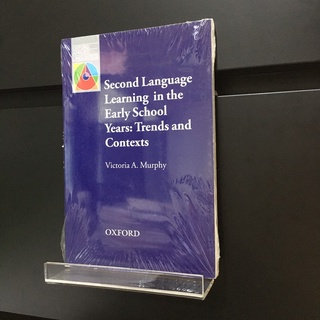 Second Language
Learning in the
Early School
Years: Trends and
Contexts
Victoria A. Murphy
OXFORD